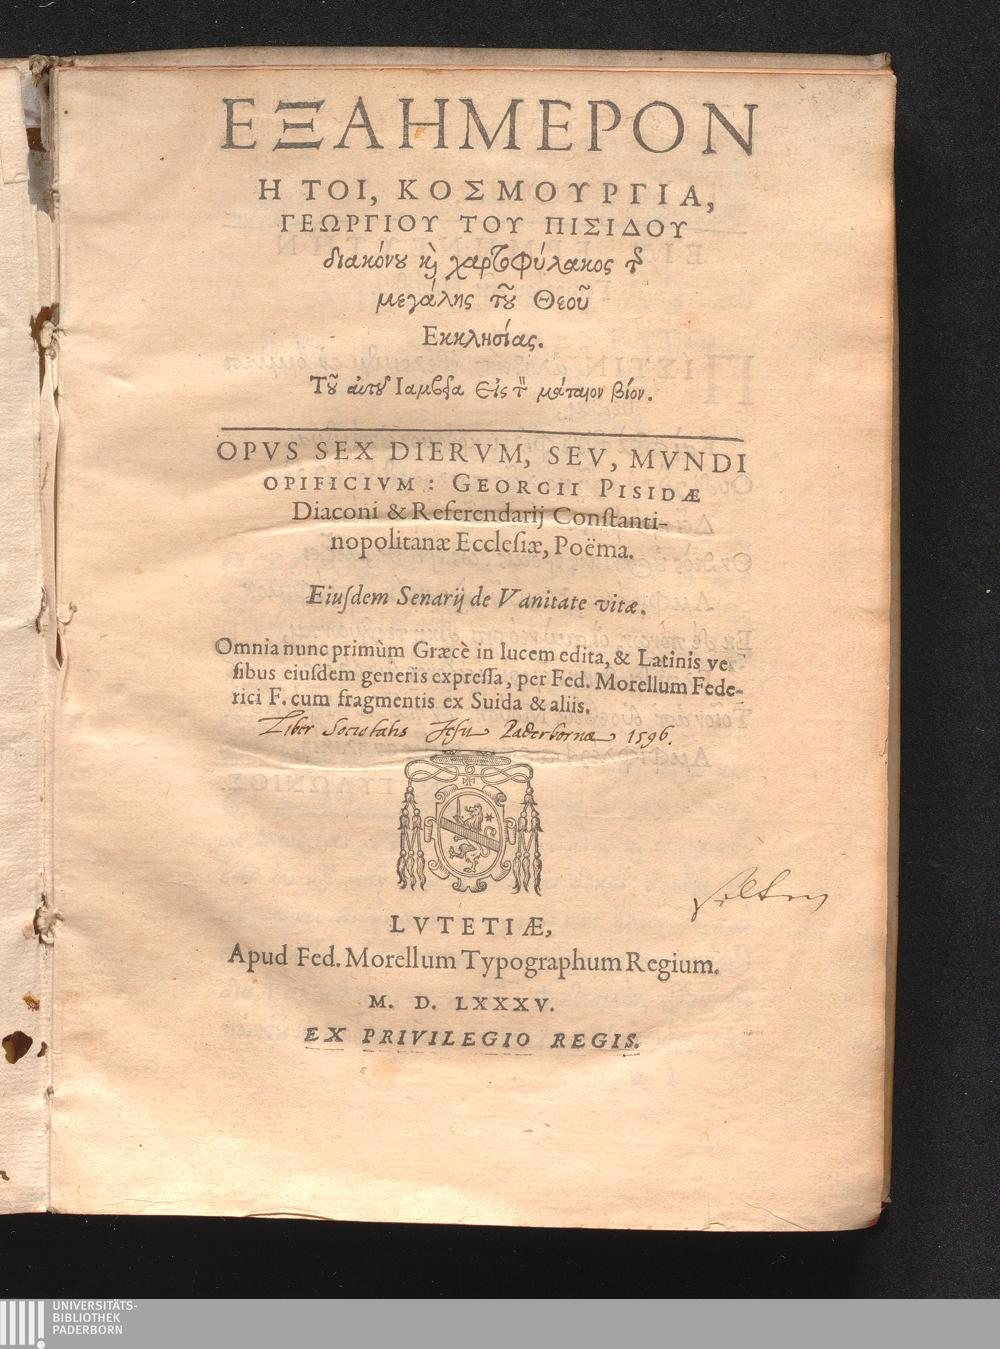 ΕΞΑΗΜΕΡΟΝ
Η ΤΟΙ, ΚΟΣΜΟΥΡΓΙΑ,
ΓΕΩΡΓΙΟΥ ΤΟΥ ΠΙΣΙΔΟΥ
διακόνου κὶ χαρτοφύλακος τῆς
μεγάλης τοῦ Θεοῦ
Εκκλησίας.
Τοῦ αὐτοῦ Ιαμβεῖα Εἰς τὸν μάταιον βίον.
OPVS SEX DIERVM, SEV, MVNDI
OPIFICIVM: GEORGII PISIDÆ
Diaconi & Referendarij Constanti-
nopolitanæ Ecclesiæ, Poëma.
Eiusdem Senarij de Vanitate vitæ.
Omnia nunc primùm Græcè in lucem edita, & Latinis ver-
sibus eiusdem generis expressa, per Fed. Morellum Fede-
rici F. cum fragmentis ex Suida & aliis.
Liber Societatis Jesu Paderbornæ 1596.
selten
LVTETIÆ,
Apud Fed. Morellum Typographum Regium.
M. D. LXXXV.
EX PRIVILEGIO REGIS.
UNIVERSITÄTS-
BIBLIOTHEK
PADERBORN